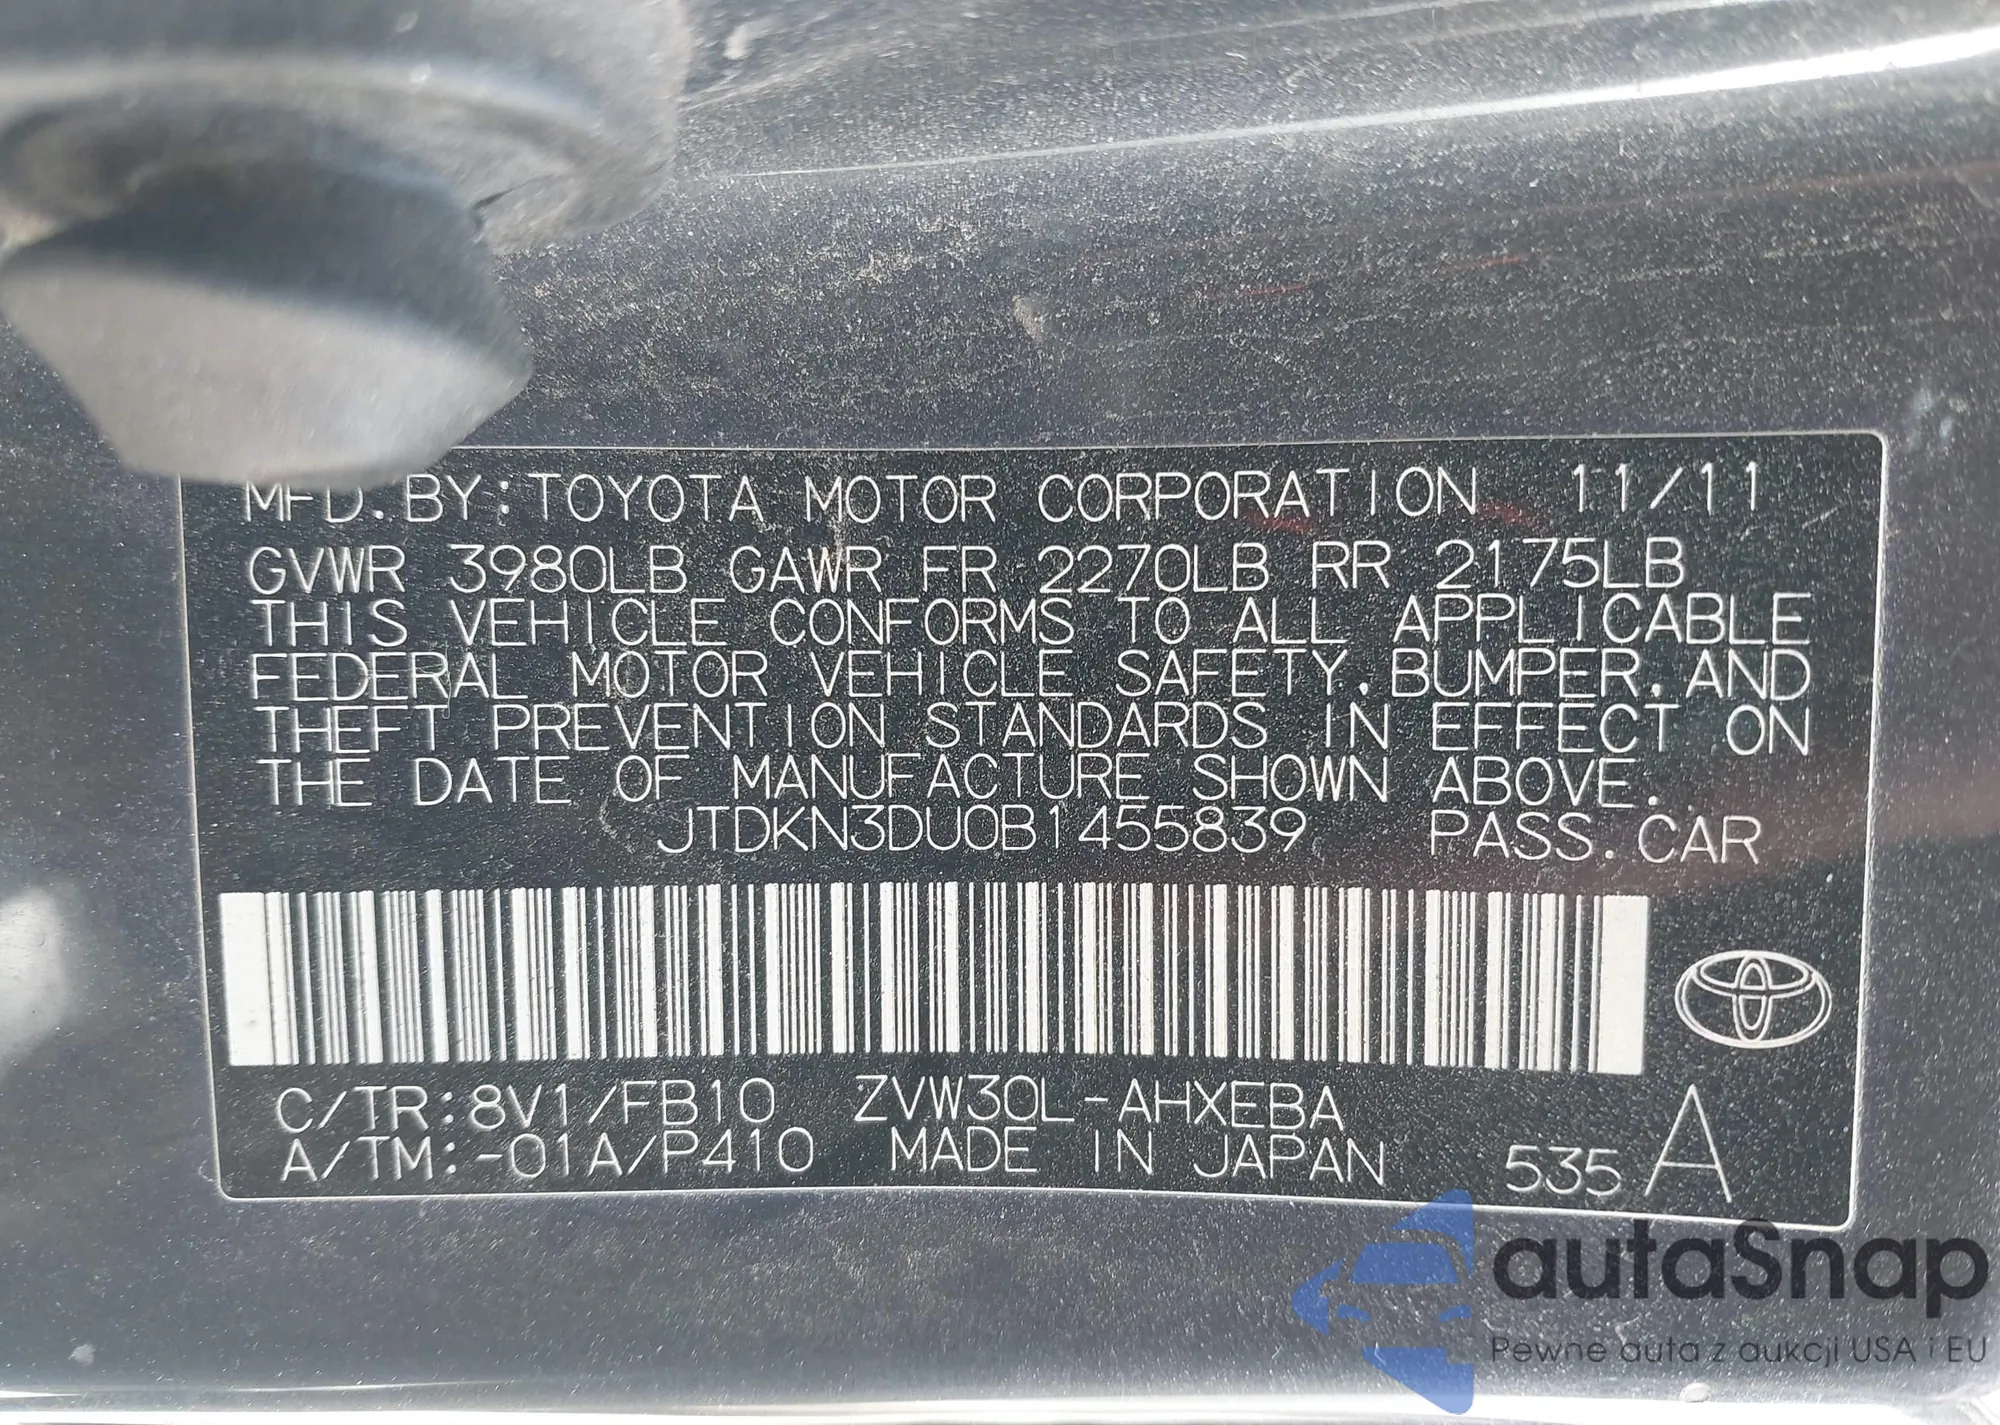 MFD.BY:TOYOTA MOTOR CORPORATION 11/11
GVWR 3980LB GAWR FR 2270LB RR 2175LB
THIS VEHICLE CONFORMS TO ALL APPLICABLE
FEDERAL MOTOR VEHICLE SAFETY,BUMPER,AND
THEFT PREVENTION STANDARDS IN EFFECT ON
THE DATE OF MANUFACTURE SHOWN ABOVE.
JTDKN3DU0B1455839 PASS.CAR
C/TR:8V1/FB10 ZVW30L-AHXEBA
A/TM:-01A/P410 MADE IN JAPAN 535 A
autaSnap
Pewne auta z aukcji USA i EU